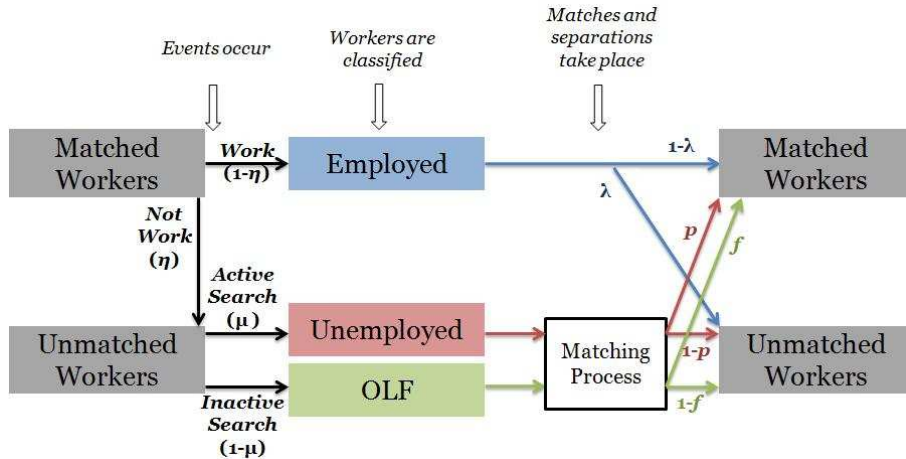 Events occur
Workers are
classified
Matches and
separations
take place
Matched
Workers
Work
(1-η)
Employed
1-λ
λ
Matched
Workers
Not
Work
(η)
p
f
Active
Search
(μ)
Unmatched
Workers
Unemployed
OLF
Inactive
Search
(1-μ)
Matching
Process
1-p
1-f
Unmatched
Workers